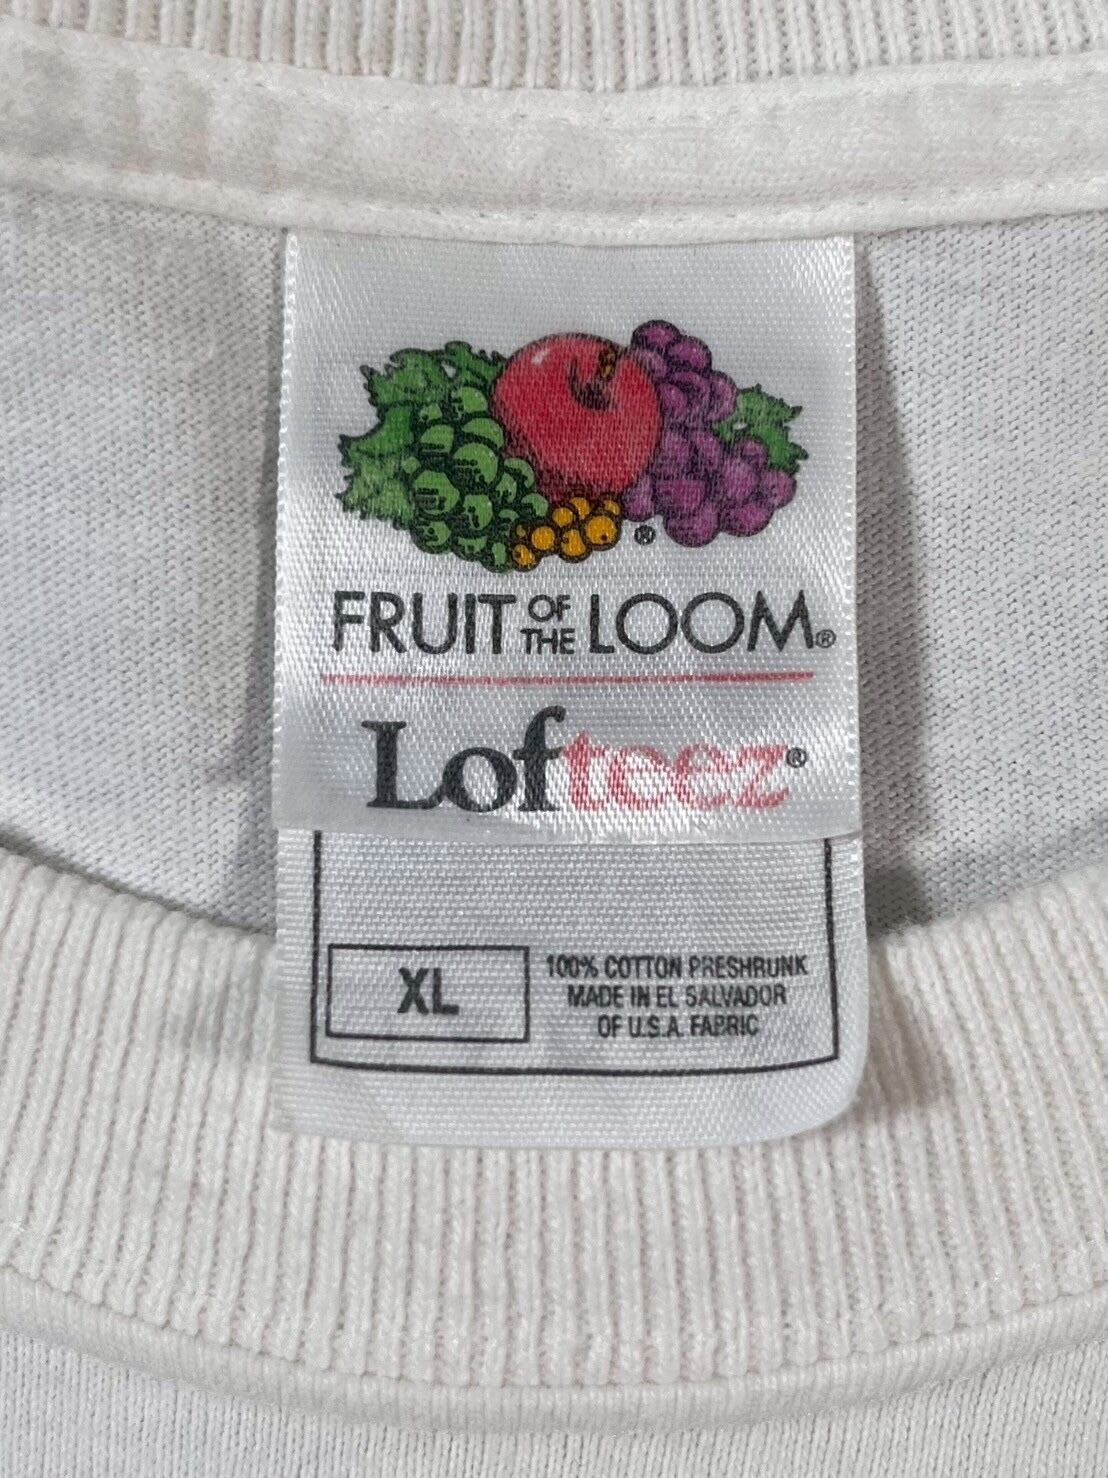 FRUIT OF THE LOOM®
Lofteez®
XL
100% COTTON PRESHRUNK
MADE IN EL SALVADOR
OF U.S.A. FABRIC